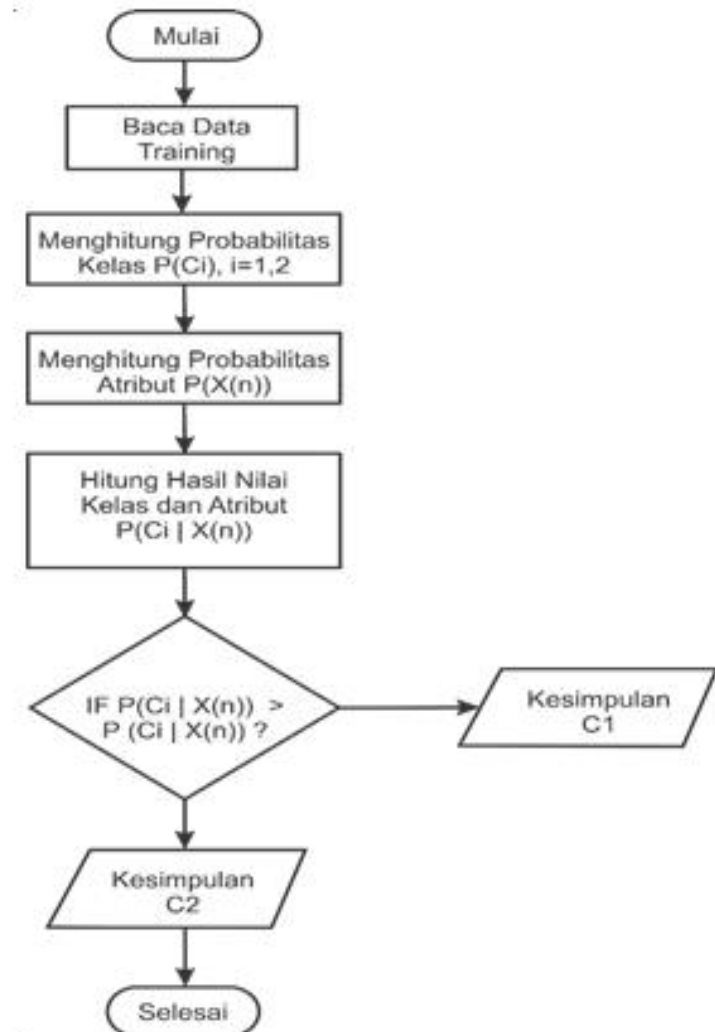 Mulai
Baca Data
Training
Menghitung Probabilitas
Kelas P(Ci), i=1,2
Menghitung Probabilitas
Atribut P(X(n))
Hitung Hasil Nilai
Kelas dan Atribut
P(Ci | X(n))
IF P(Ci | X(n)) >
P (Ci | X(n)) ?
Kesimpulan
C1
Kesimpulan
C2
Selesai